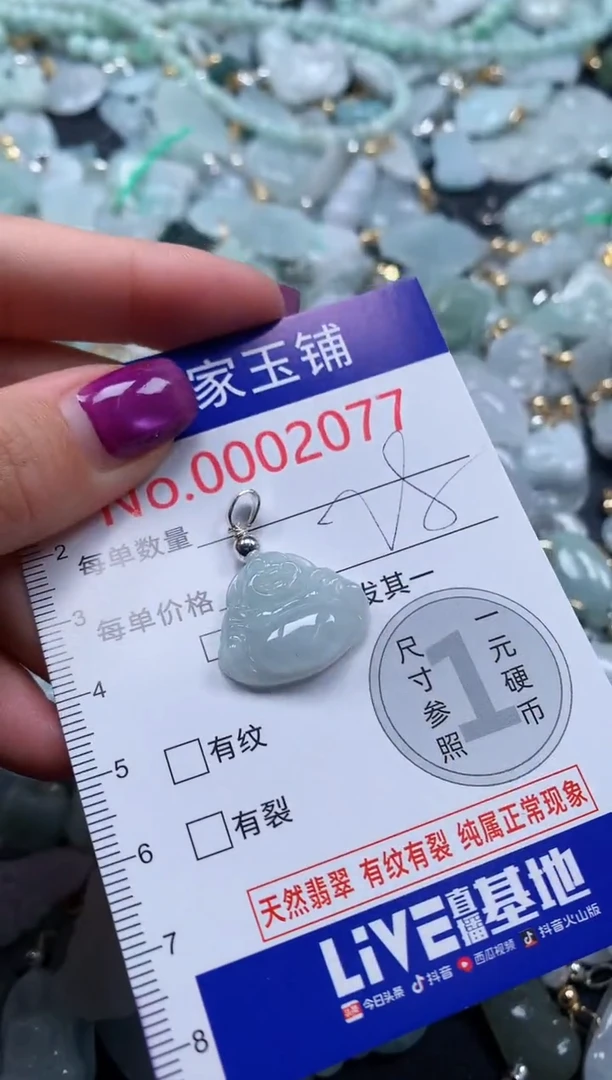 家玉铺
No.0002077
每单数量
每单价格
发其一
2
3
4
5
6
7
8
尺寸参照
1
一元硬币
有纹
有裂
天然翡翠 有纹有裂 纯属正常现象
LiVE直播基地
今日头条 抖音 西瓜视频 抖音火山版